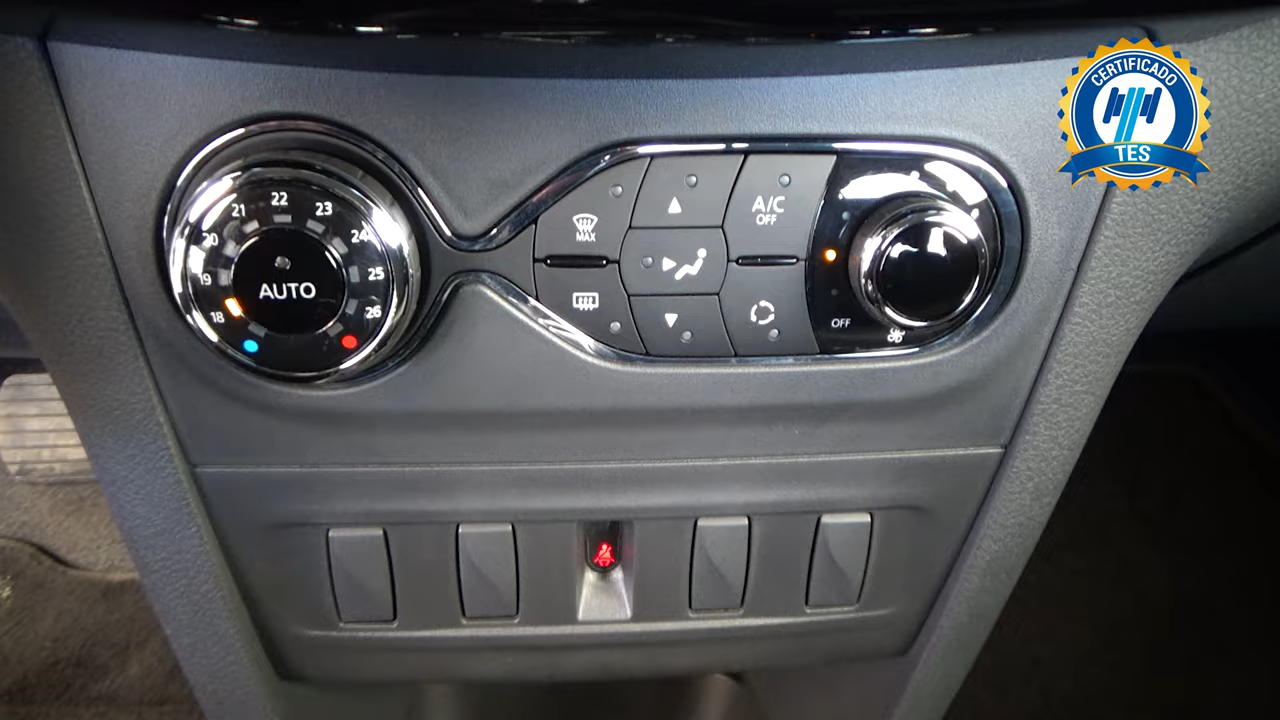 CERTIFICADO
TES
22
21
23
20
24
19
25
18
26
AUTO
MAX
A/C
OFF
OFF